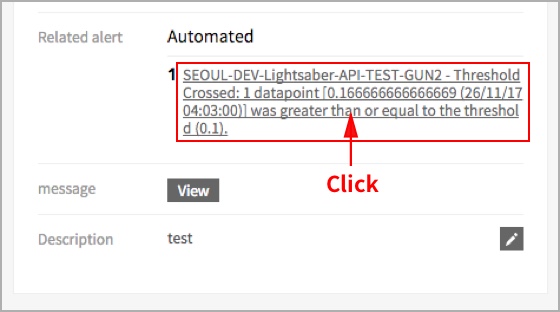 Related alert Automated
1 SEOUL-DEV-Lightsaber-API-TEST-GUN2 - Threshold
Crossed: 1 datapoint [0.166666666666669 (26/11/17
04:03:00)] was greater than or equal to the threshol
d (0.1).
Click
message View
Description test